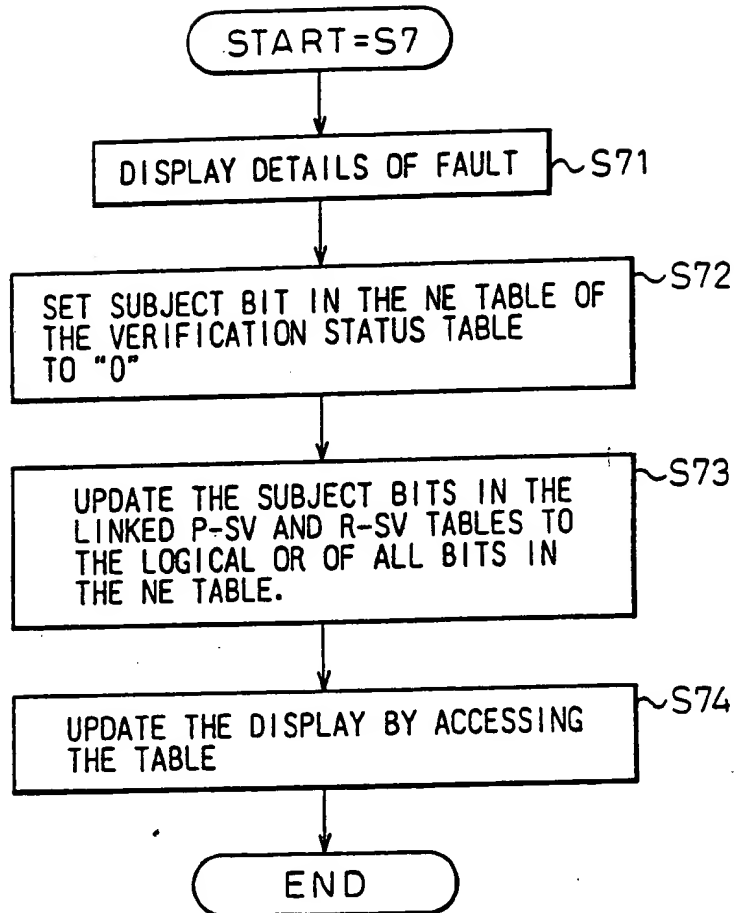 START=S7
DISPLAY DETAILS OF FAULT
S71
SET SUBJECT BIT IN THE NE TABLE OF
THE VERIFICATION STATUS TABLE
TO "0"
S72
UPDATE THE SUBJECT BITS IN THE
LINKED P-SV AND R-SV TABLES TO
THE LOGICAL OR OF ALL BITS IN
THE NE TABLE.
S73
UPDATE THE DISPLAY BY ACCESSING
THE TABLE
S74
END